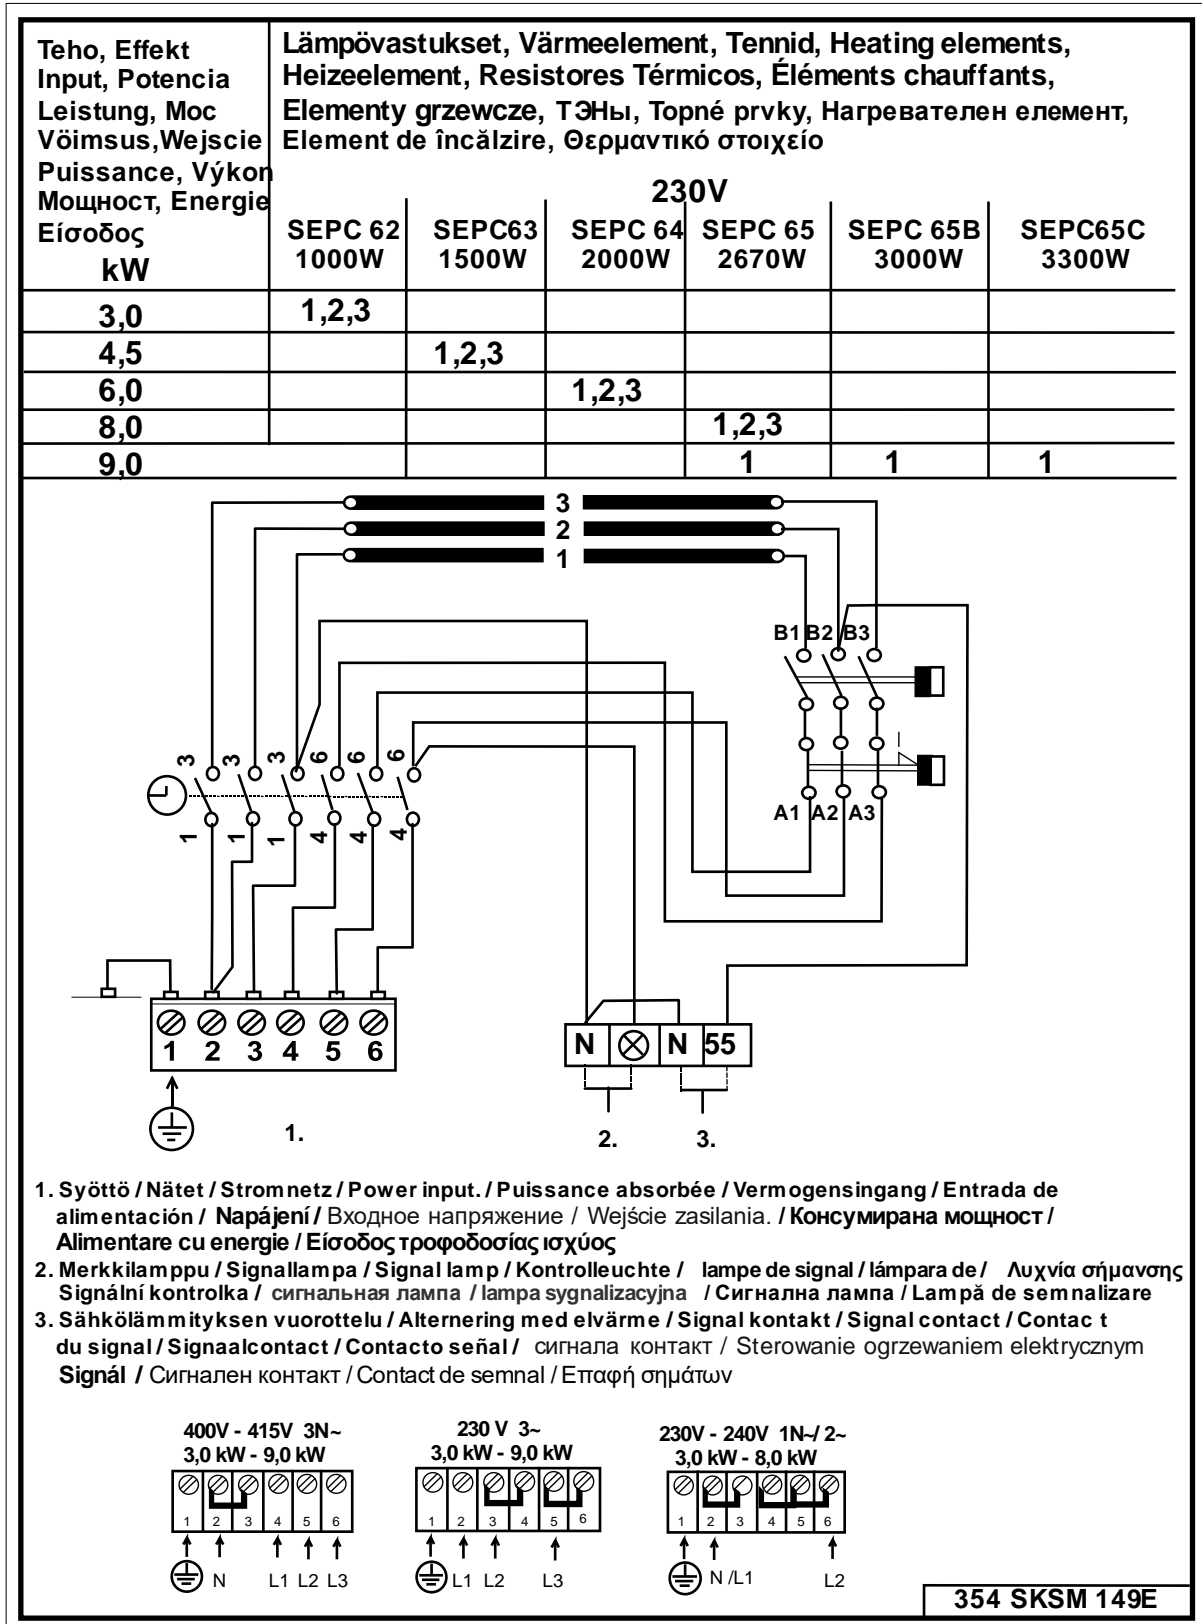 Teho, Effekt
Input, Potencia
Leistung, Moc
Vöimsus,Wejscie
Puissance, Výkon
Мощност, Energie
Είσοδος
kW
Lämpövastukset, Värmeelement, Tennid, Heating elements,
Heizeelement, Resistores Térmicos, Éléments chauffants,
Elementy grzewcze, ТЭНы, Topné prvky, Нагревателен елемент,
Element de încălzire, Θερμαντικό στοιχείο
230V
SEPC 62 SEPC63 SEPC 64 SEPC 65 SEPC 65B SEPC65C
1000W 1500W 2000W 2670W 3000W 3300W
3,0 1,2,3
4,5 1,2,3
6,0 1,2,3
8,0 1,2,3
9,0 1 1 1
3
2
1
B1 B2 B3
3 3 3 6 6 6
A1 A2 A3
1 1 1 4 4 4
N N 55
1 2 3 4 5 6
1. 2. 3.
1. Syöttö / Nätet / Stromnetz / Power input. / Puissance absorbée / Vermogensingang / Entrada de
alimentación / Napájení / Входное напряжение / Wejście zasilania. / Консумирана мощност /
Alimentare cu energie / Είσοδος τροφοδοσίας ισχύος
2. Merkkilamppu / Signallampa / Signal lamp / Kontrolleuchte / lampe de signal / lámpara de / Λυχνία σήμανσης
Signální kontrolka / сигнальная лампа / lampa sygnalizacyjna / Сигнална лампа / Lampă de semnalizare
3. Sähkölämmityksen vuorottelu / Alternering med elvärme / Signal kontakt / Signal contact / Contac t
du signal / Signaalcontact / Contacto señal / сигнала контакт / Sterowanie ogrzewaniem elektrycznym
Signál / Сигнален контакт / Contact de semnal / Επαφή σημάτων
400V - 415V 3N~
3,0 kW - 9,0 kW
1 2 3 4 5 6
N L1 L2 L3
230 V 3~
3,0 kW - 9,0 kW
1 2 3 4 5 6
L1 L2 L3
230V - 240V 1N~/ 2~
3,0 kW - 8,0 kW
1 2 3 4 5 6
N /L1 L2
354 SKSM 149E